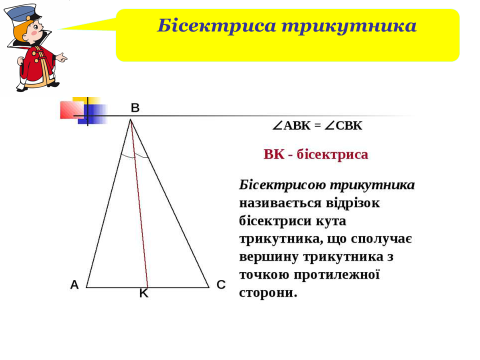 Бісектриса трикутника
B
∠ABK = ∠CBK
BK - бісектриса
Бісектрисою трикутника
називається відрізок
бісектриси кута
трикутника, що сполучає
вершину трикутника з
точкою протилежної
сторони.
A
K
C